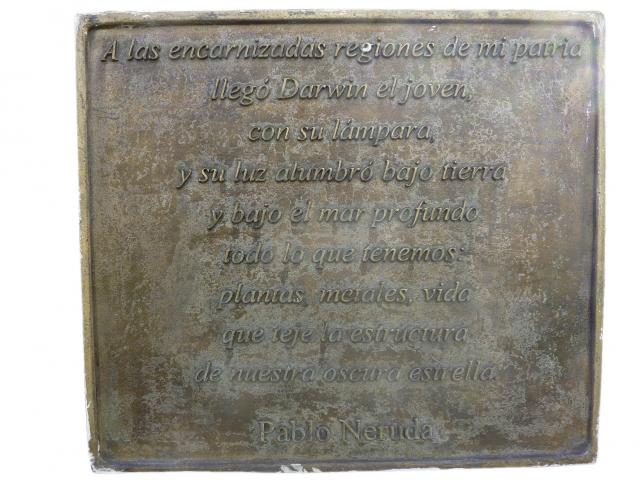 A las encarnizadas regiones de mi patria
llegó Darwin el joven,
con su lámpara,
y su luz alumbró bajo tierra
y bajo el mar profundo
todo lo que tenemos:
plantas, metales, vida
que teje la estructura
de nuestra oscura estrella.
Pablo Neruda